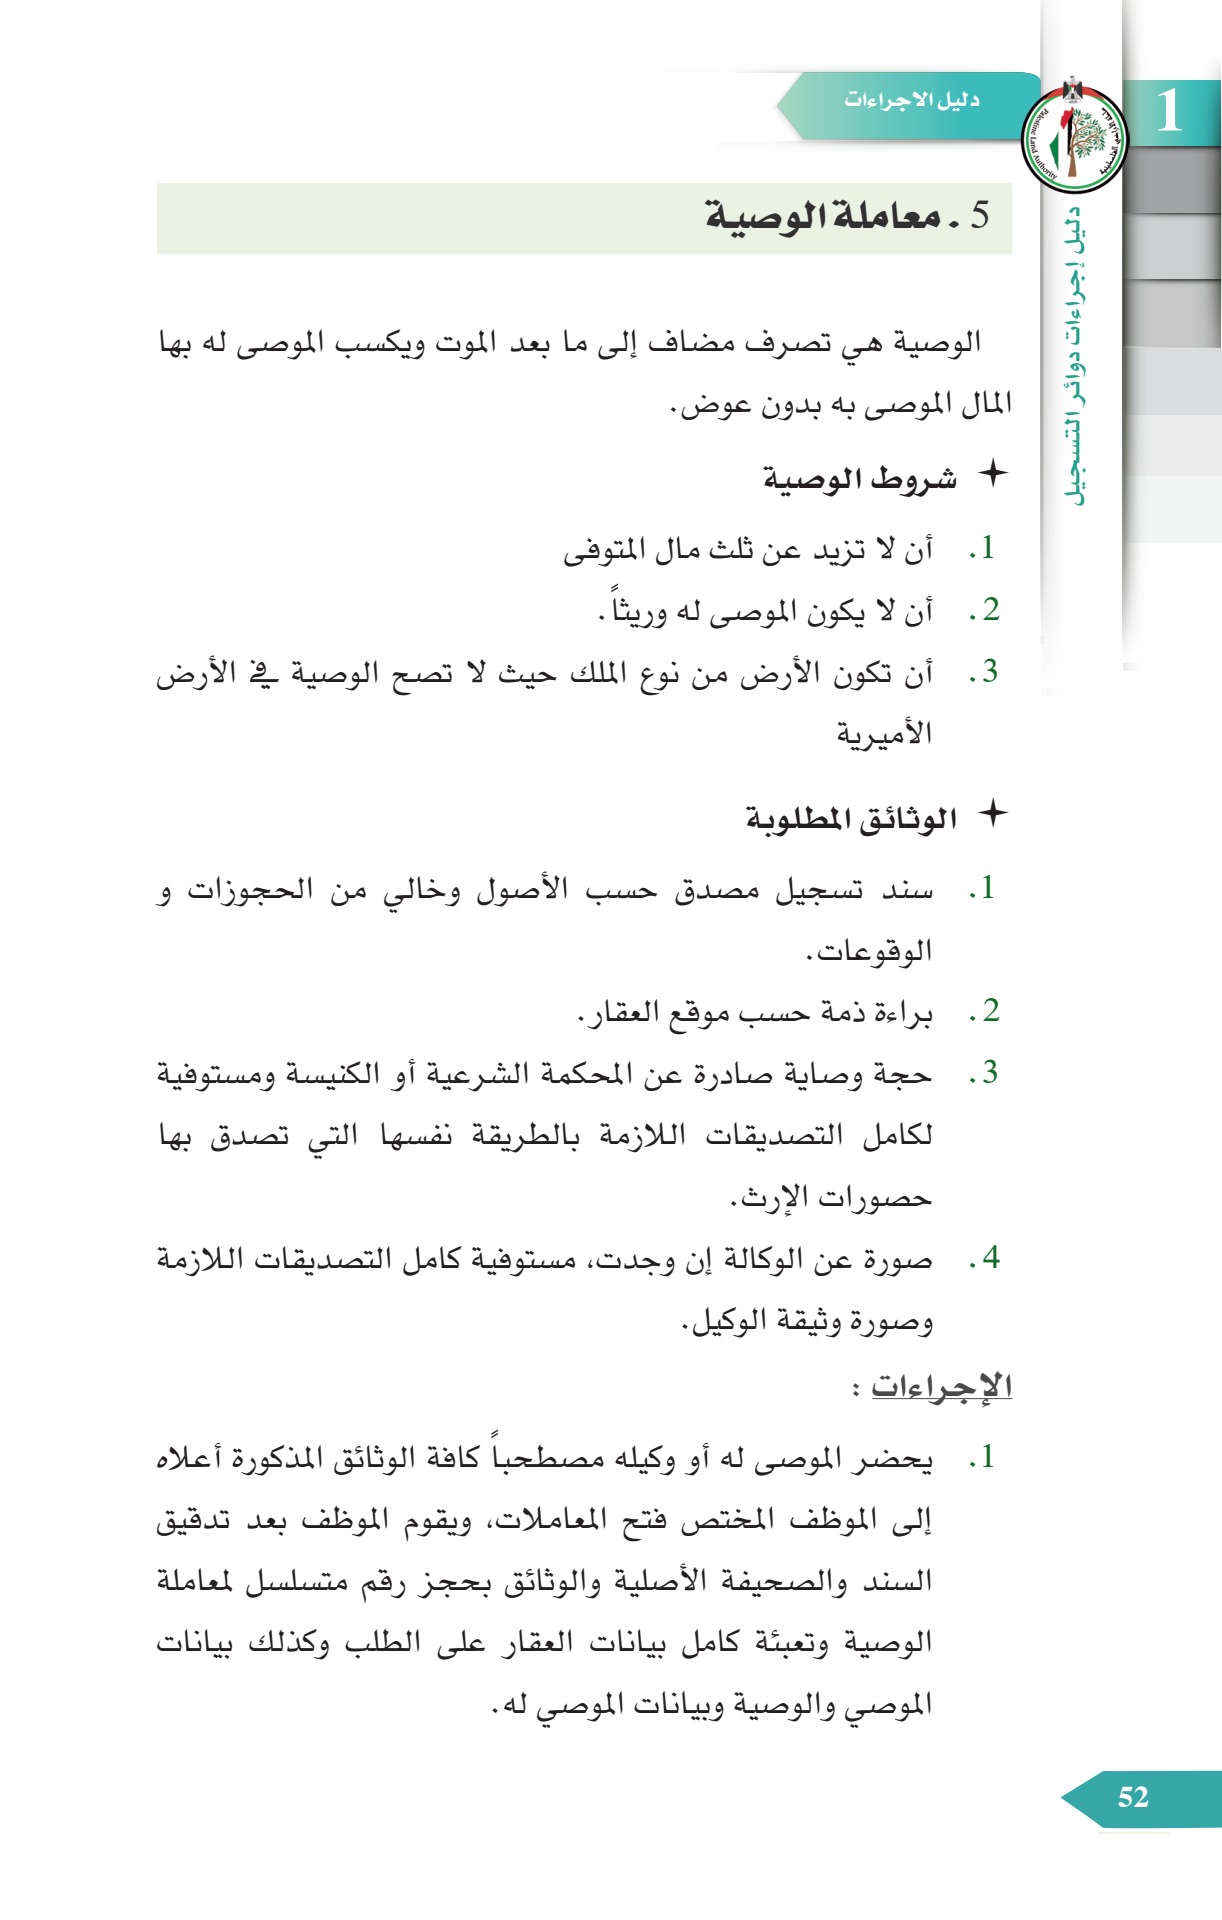 دليل الاجراءات
1
Palestine Land Authority
دليل إجراءات دوائر التسجيل
5 . معاملة الوصية
الوصية هي تصرف مضاف إلى ما بعد الموت ويكسب الموصى له بها
المال الموصى به بدون عوض.
شروط الوصية
1. أن لا تزيد عن ثلث مال المتوفى
2. أن لا يكون الموصى له وريثاً.
3. أن تكون الأرض من نوع الملك حيث لا تصح الوصية في الأرض
الأميرية
الوثائق المطلوبة
1. سند تسجيل مصدق حسب الأصول وخالي من الحجوزات و
الوقوعات.
2. براءة ذمة حسب موقع العقار.
3. حجة وصاية صادرة عن المحكمة الشرعية أو الكنيسة ومستوفية
لكامل التصديقات اللازمة بالطريقة نفسها التي تصدق بها
حصورات الإرث.
4. صورة عن الوكالة إن وجدت، مستوفية كامل التصديقات اللازمة
وصورة وثيقة الوكيل.
الإجراءات :
1. يحضر الموصى له أو وكيله مصطحباً كافة الوثائق المذكورة أعلاه
إلى الموظف المختص فتح المعاملات، ويقوم الموظف بعد تدقيق
السند والصحيفة الأصلية والوثائق بحجز رقم متسلسل لمعاملة
الوصية وتعبئة كامل بيانات العقار على الطلب وكذلك بيانات
الموصي والوصية وبيانات الموصي له.
52